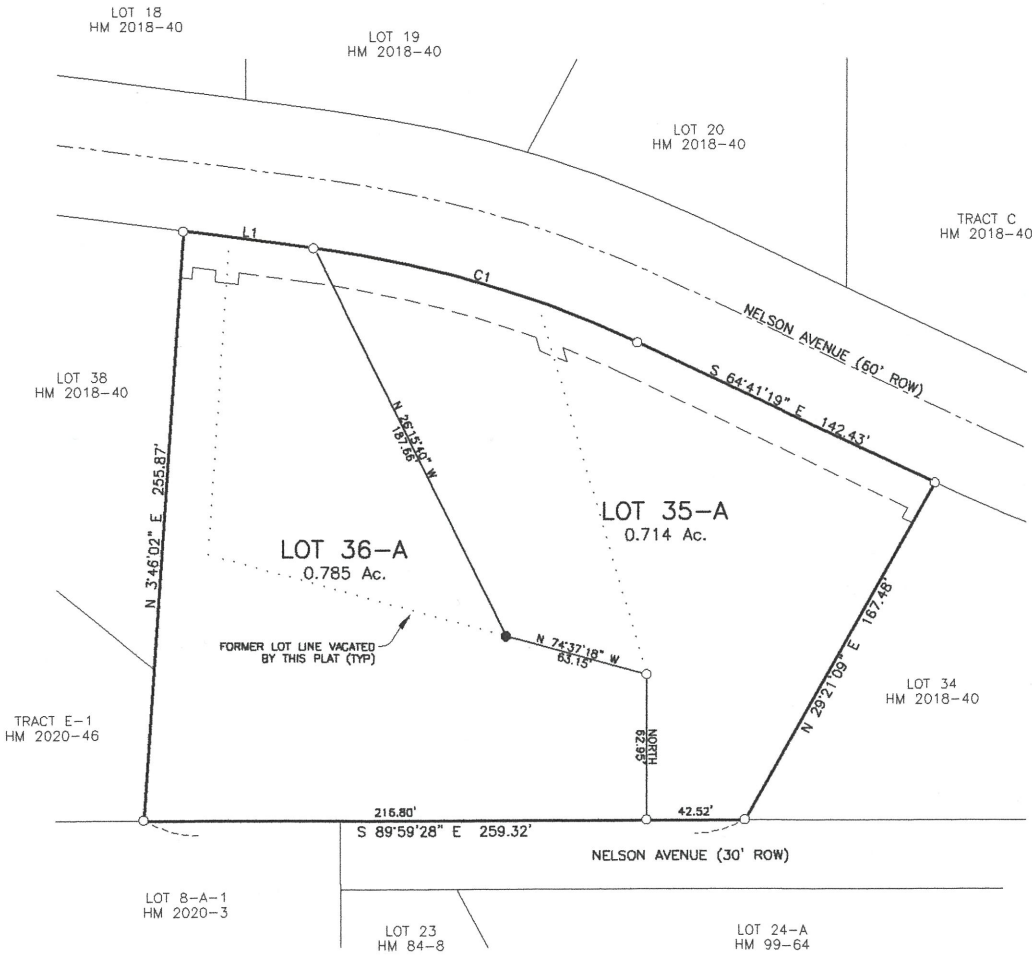 LOT 18
HM 2018-40
LOT 19
HM 2018-40
LOT 20
HM 2018-40
TRACT C
HM 2018-40
L1
C1
NELSON AVENUE (60' ROW)
S 64°41'19" E 142.43'
LOT 38
HM 2018-40
N 3°46'02" E 255.87'
N 26°15'40" W
187.66'
LOT 35-A
0.714 Ac.
LOT 36-A
0.785 Ac.
FORMER LOT LINE VACATED
BY THIS PLAT (TYP)
N 74°37'18" W
63.15'
N 29°21'09" E 167.48'
LOT 34
HM 2018-40
TRACT E-1
HM 2020-46
NORTH
62.95'
216.80'
42.52'
S 89°59'28" E 259.32'
NELSON AVENUE (30' ROW)
LOT 8-A-1
HM 2020-3
LOT 23
HM 84-8
LOT 24-A
HM 99-64